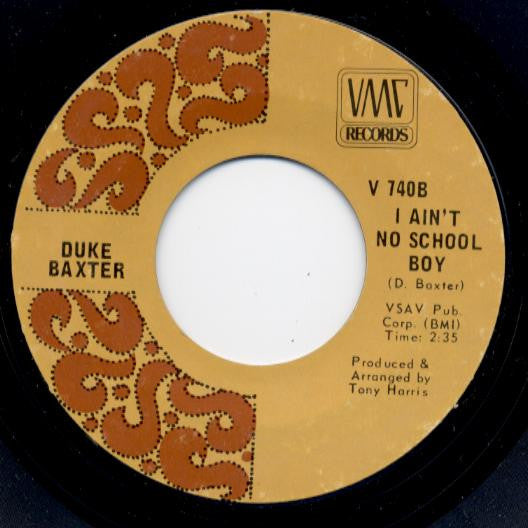 VMC
RECORDS
V 740B
I AIN'T
NO SCHOOL
BOY
(D. Baxter)
VSAV Pub.
Corp. (BMI)
Time: 2:35
Produced &
Arranged by
Tony Harris
DUKE
BAXTER